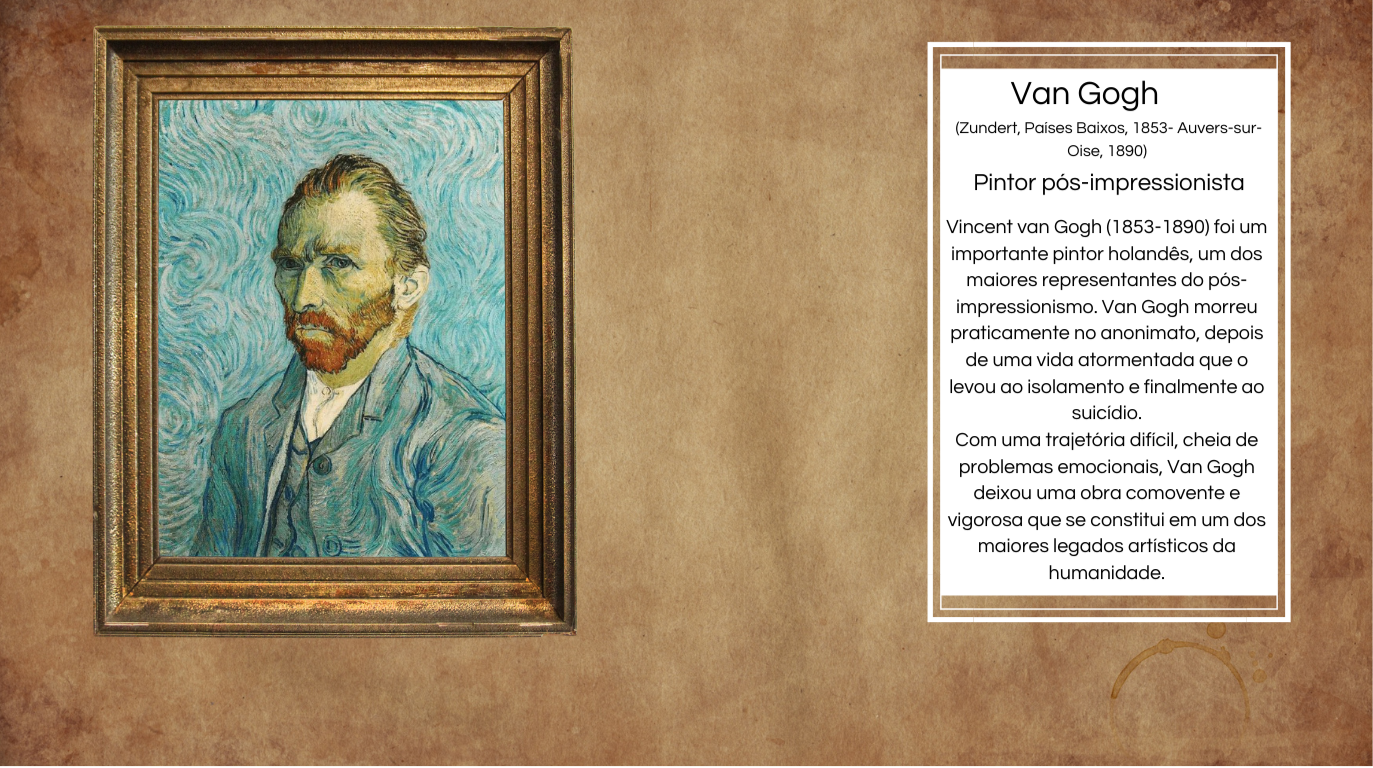 Van Gogh
(Zundert, Países Baixos, 1853- Auvers-sur-
Oise, 1890)
Pintor pós-impressionista
Vincent van Gogh (1853-1890) foi um
importante pintor holandês, um dos
maiores representantes do pós-
impressionismo. Van Gogh morreu
praticamente no anonimato, depois
de uma vida atormentada que o
levou ao isolamento e finalmente ao
suicídio.
Com uma trajetória difícil, cheia de
problemas emocionais, Van Gogh
deixou uma obra comovente e
vigorosa que se constitui em um dos
maiores legados artísticos da
humanidade.